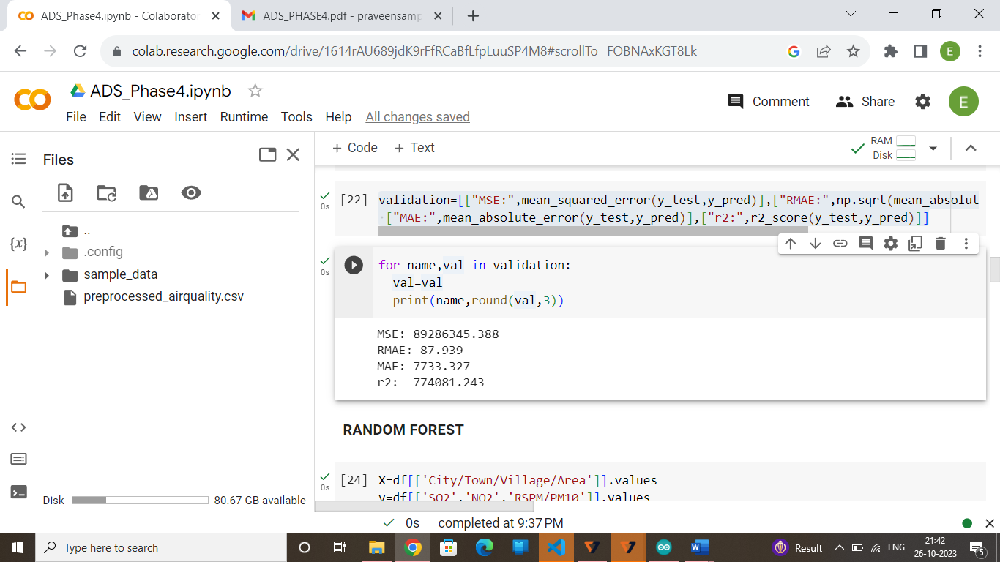 ADS_Phase4.ipynb - Colaborator
ADS_PHASE4.pdf - praveensamp
colab.research.google.com/drive/1614rAU689jdK9rFfRCaBfLfpLuuSP4M8#scrollTo=FOBNAxKGT8Lk
G
E
ADS_Phase4.ipynb
File Edit View Insert Runtime Tools Help All changes saved
Comment
Share
E
Files
+ Code + Text
RAM
Disk
..
.config
sample_data
preprocessed_airquality.csv
{x}
Disk 80.67 GB available
0s
[22] validation=[["MSE:",mean_squared_error(y_test,y_pred)],["RMAE:",np.sqrt(mean_absolut
["MAE:",mean_absolute_error(y_test,y_pred)],["r2:",r2_score(y_test,y_pred)]]
0s
for name,val in validation:
val=val
print(name,round(val,3))
MSE: 89286345.388
RMAE: 87.939
MAE: 7733.327
r2: -774081.243
RANDOM FOREST
0s
[24] X=df[['City/Town/Village/Area']].values
y=df[['SO2','NO2','RSPM/PM10']].values
0s completed at 9:37 PM
Type here to search
Result
ENG
21:42
26-10-2023
5